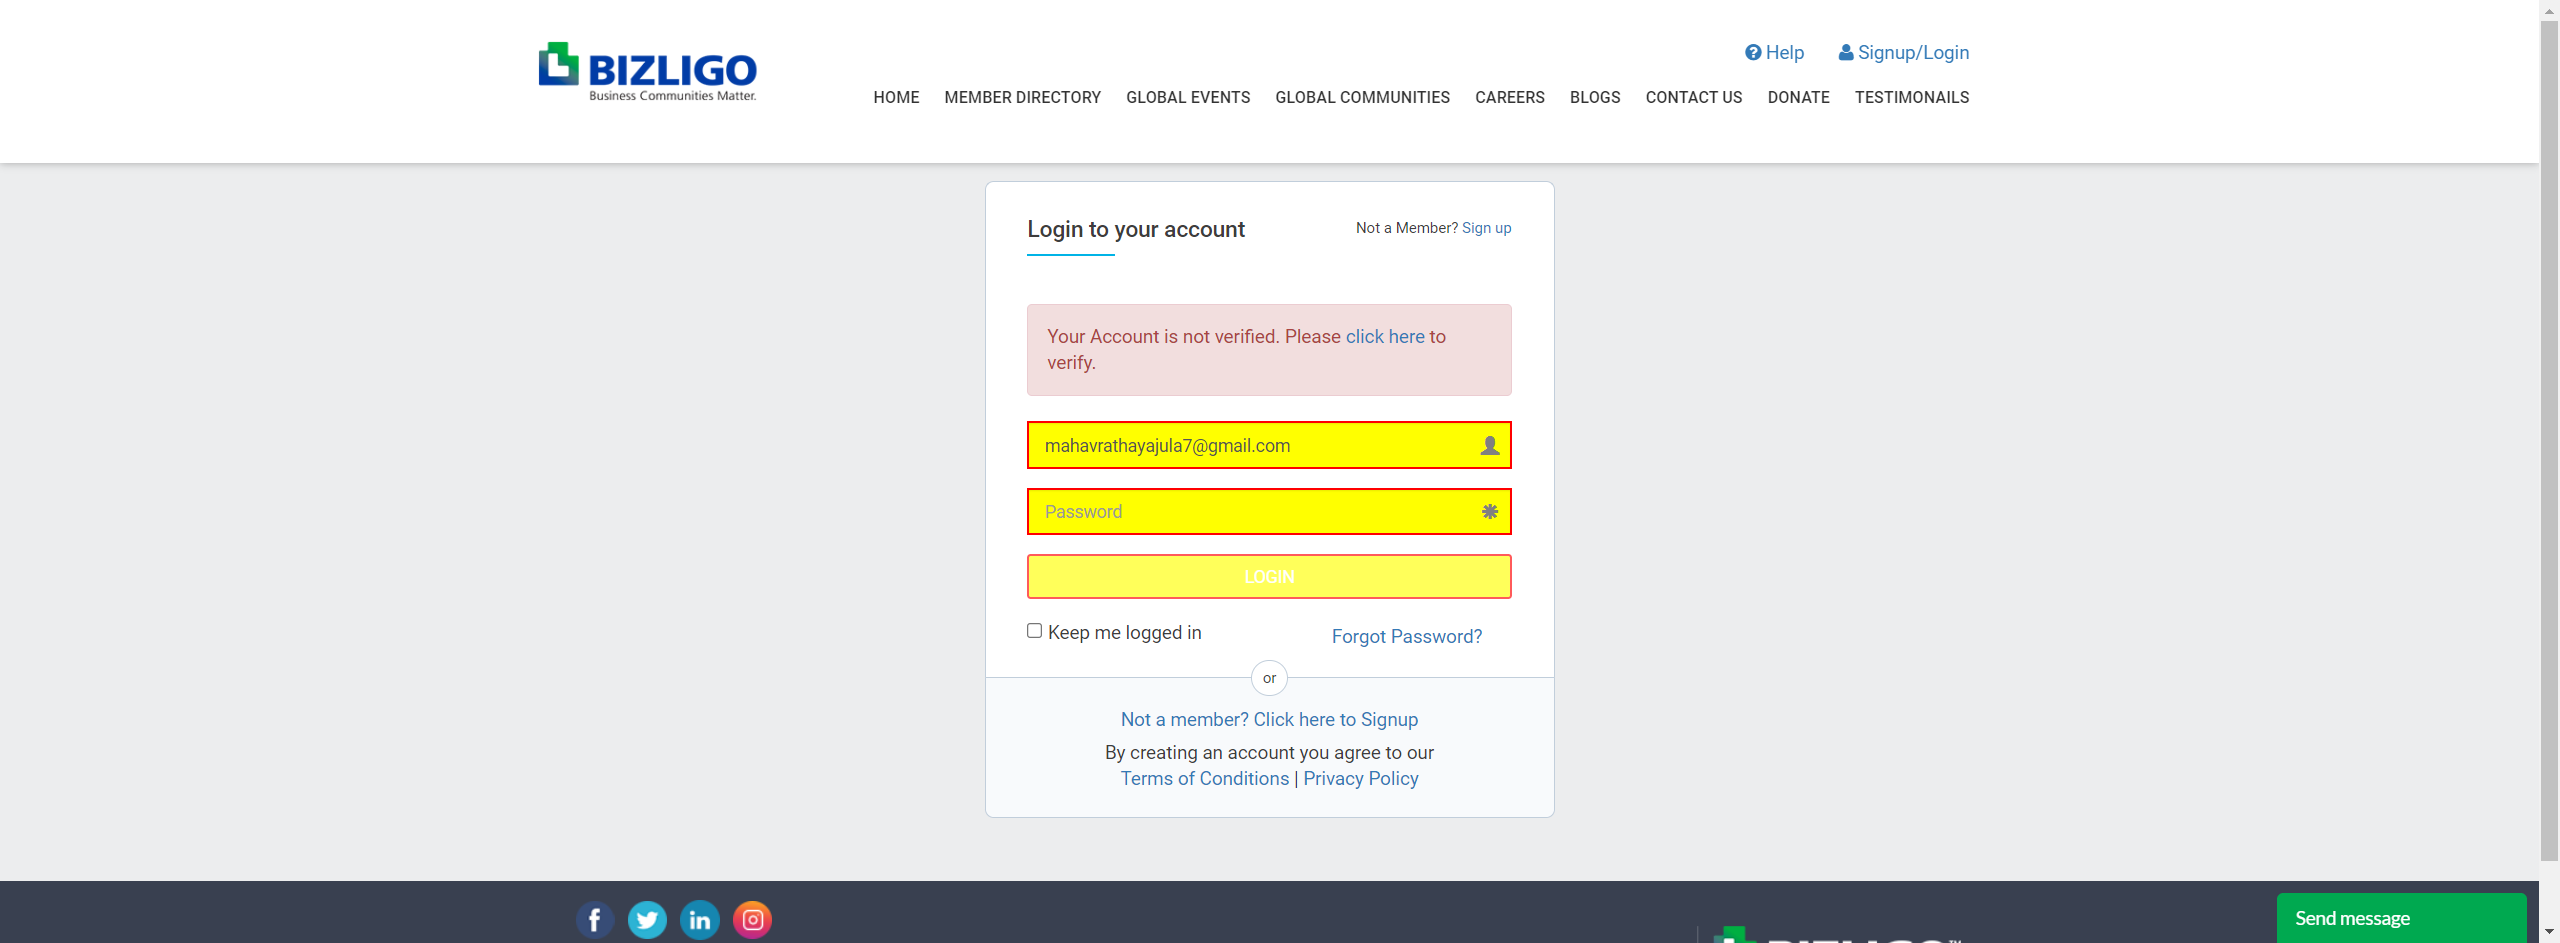 BIZLIGO
Business Communities Matter.
Help
Signup/Login
HOME MEMBER DIRECTORY GLOBAL EVENTS GLOBAL COMMUNITIES CAREERS BLOGS CONTACT US DONATE TESTIMONAILS
Login to your account
Not a Member? Sign up
Your Account is not verified. Please click here to
verify.
mahavrathayajula7@gmail.com
Password
LOGIN
Keep me logged in
Forgot Password?
or
Not a member? Click here to Signup
By creating an account you agree to our
Terms of Conditions | Privacy Policy
Send message